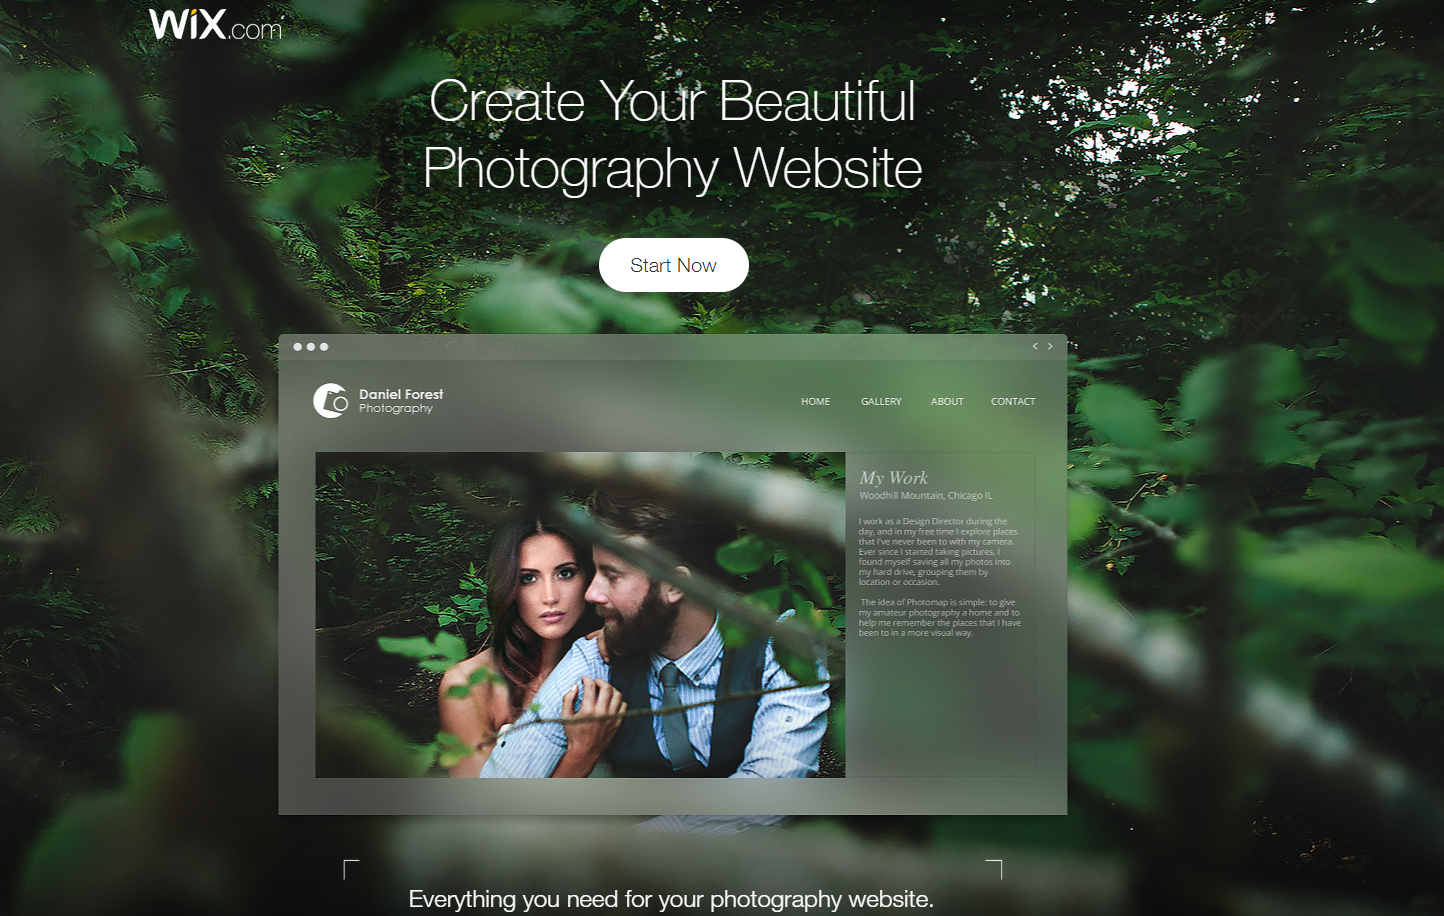 WiX.com
Create Your Beautiful
Photography Website
Start Now
Daniel Forest
Photography
HOME GALLERY ABOUT CONTACT
My Work
Woodhill Mountain, Chicago IL
I work as a Design Director during the
day, and in my free time I explore places
that I've never been to with my camera.
Ever since I started taking pictures, I
found myself saving all my photos into
my hard drive, grouping them by
location or occasion.
The idea of Photomap is simple: to give
my amateur photography a home and to
help me remember the places that I have
been to in a more visual way.
Everything you need for your photography website.